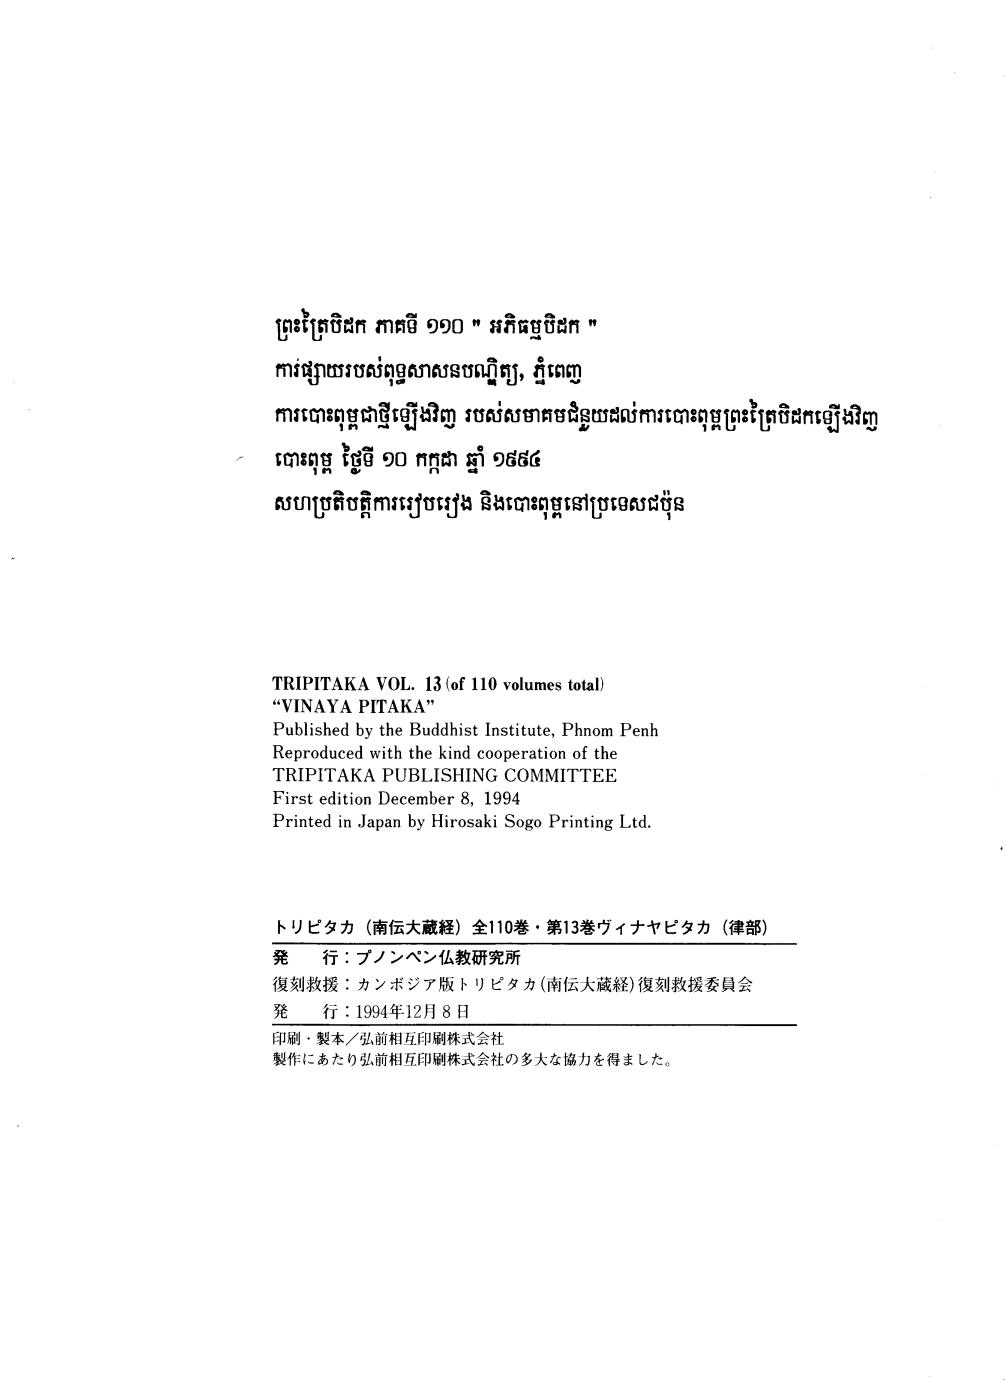 ព្រះត្រៃបិដក ភាគទី ១១០ " អភិធម្មបិដក "
ការផ្សាយរបស់ពុទ្ធសាសនបណ្ឌិត្យ, ភ្នំពេញ
ការបោះពុម្ពជាថ្មីឡើងវិញ របស់សមាគមជំនួយដល់ការបោះពុម្ពព្រះត្រៃបិដកឡើងវិញ
បោះពុម្ព ថ្ងៃទី ១០ កក្កដា ឆ្នាំ ១៩៩៤
សហប្រតិបត្តិការរៀបរៀង និងបោះពុម្ពនៅប្រទេសជប៉ុន
TRIPITAKA VOL. 13 (of 110 volumes total)
“VINAYA PITAKA”
Published by the Buddhist Institute, Phnom Penh
Reproduced with the kind cooperation of the
TRIPITAKA PUBLISHING COMMITTEE
First edition December 8, 1994
Printed in Japan by Hirosaki Sogo Printing Ltd.
トリピタカ（南伝大蔵経）全110巻・第13巻ヴィナヤピタカ（律部）
発　　行：プノンペン仏教研究所
復刻救援：カンボジア版トリピタカ(南伝大蔵経)復刻救援委員会
発　　行：1994年12月8日
印刷・製本／弘前相互印刷株式会社
製作にあたり弘前相互印刷株式会社の多大な協力を得ました。